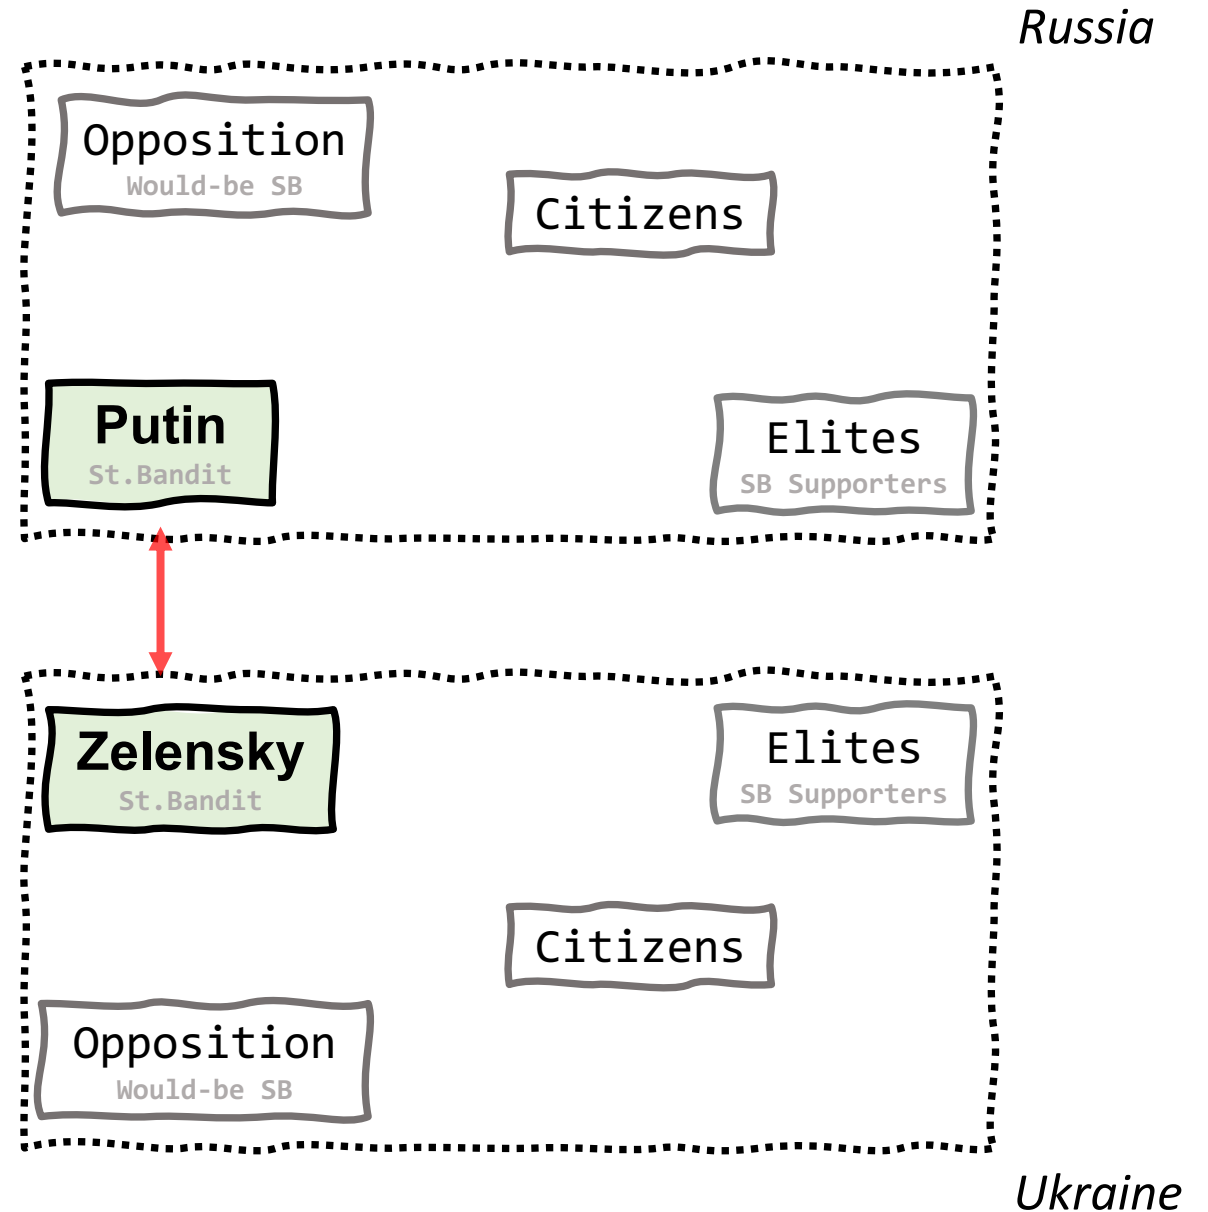 Russia
Opposition
Would-be SB
Citizens
Putin
St.Bandit
Elites
SB Supporters
Zelensky
St.Bandit
Elites
SB Supporters
Citizens
Opposition
Would-be SB
Ukraine